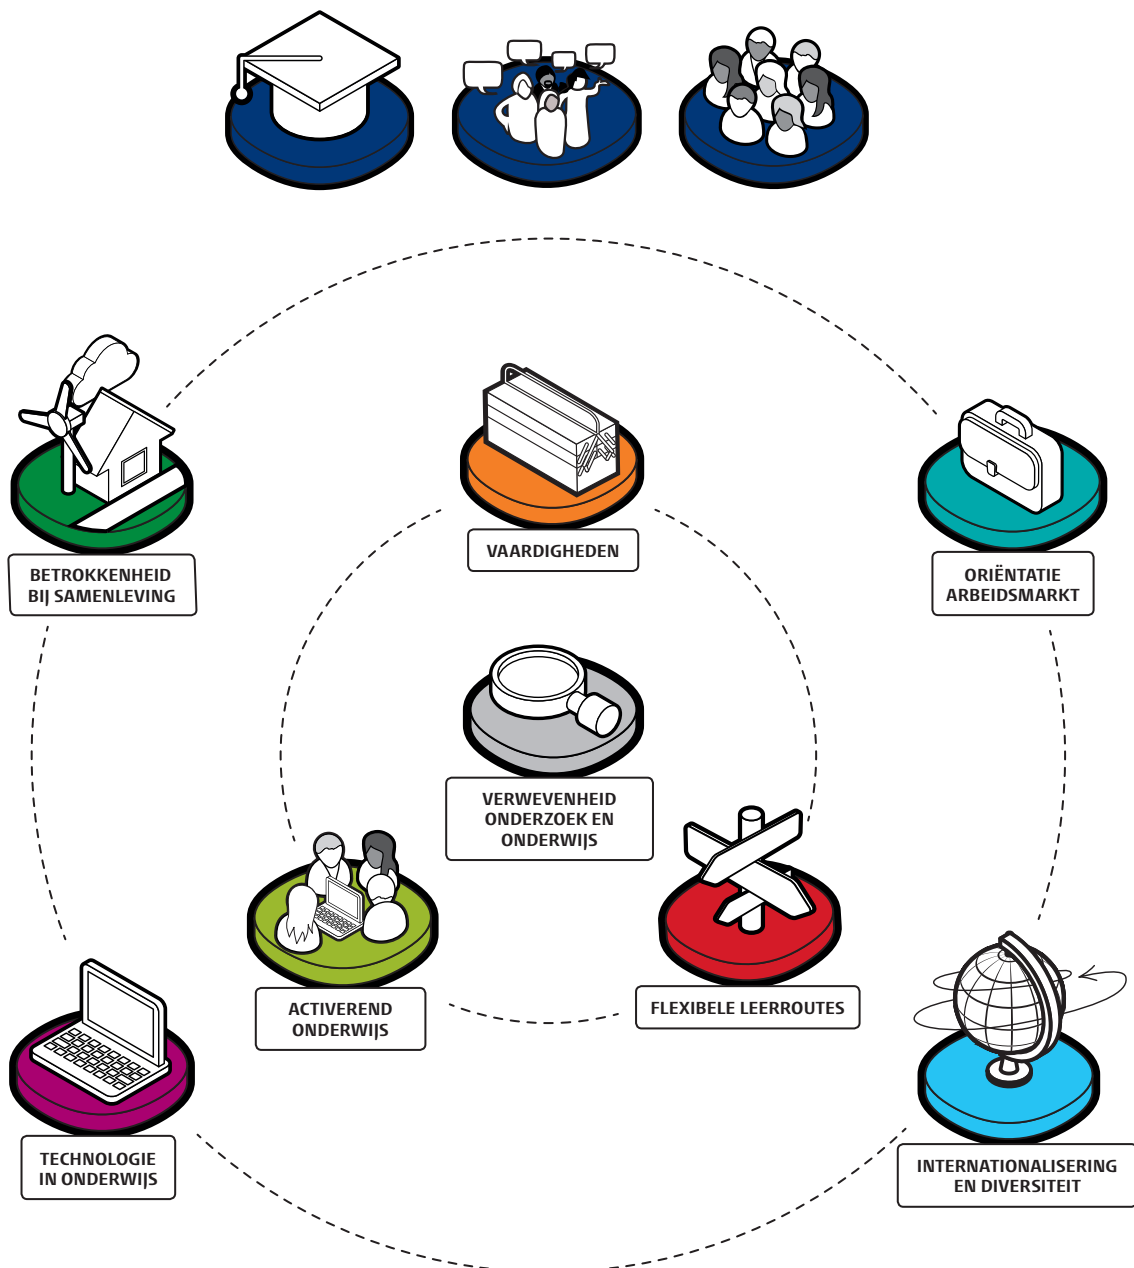 VAARDIGHEDEN
BETROKKENHEID
BIJ SAMENLEVING
ORIËNTATIE
ARBEIDSMARKT
VERWEVENHEID
ONDERZOEK EN
ONDERWIJS
ACTIVEREND
ONDERWIJS
FLEXIBELE LEERROUTES
TECHNOLOGIE
IN ONDERWIJS
INTERNATIONALISERING
EN DIVERSITEIT